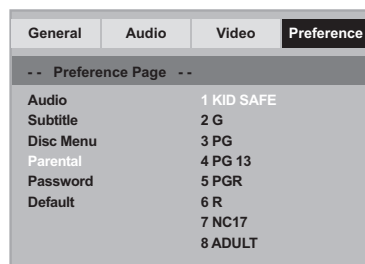 General Audio Video Preference
- - Preference Page - -
Audio 1 KID SAFE
Subtitle 2 G
Disc Menu 3 PG
Parental 4 PG 13
Password 5 PGR
Default 6 R
7 NC17
8 ADULT